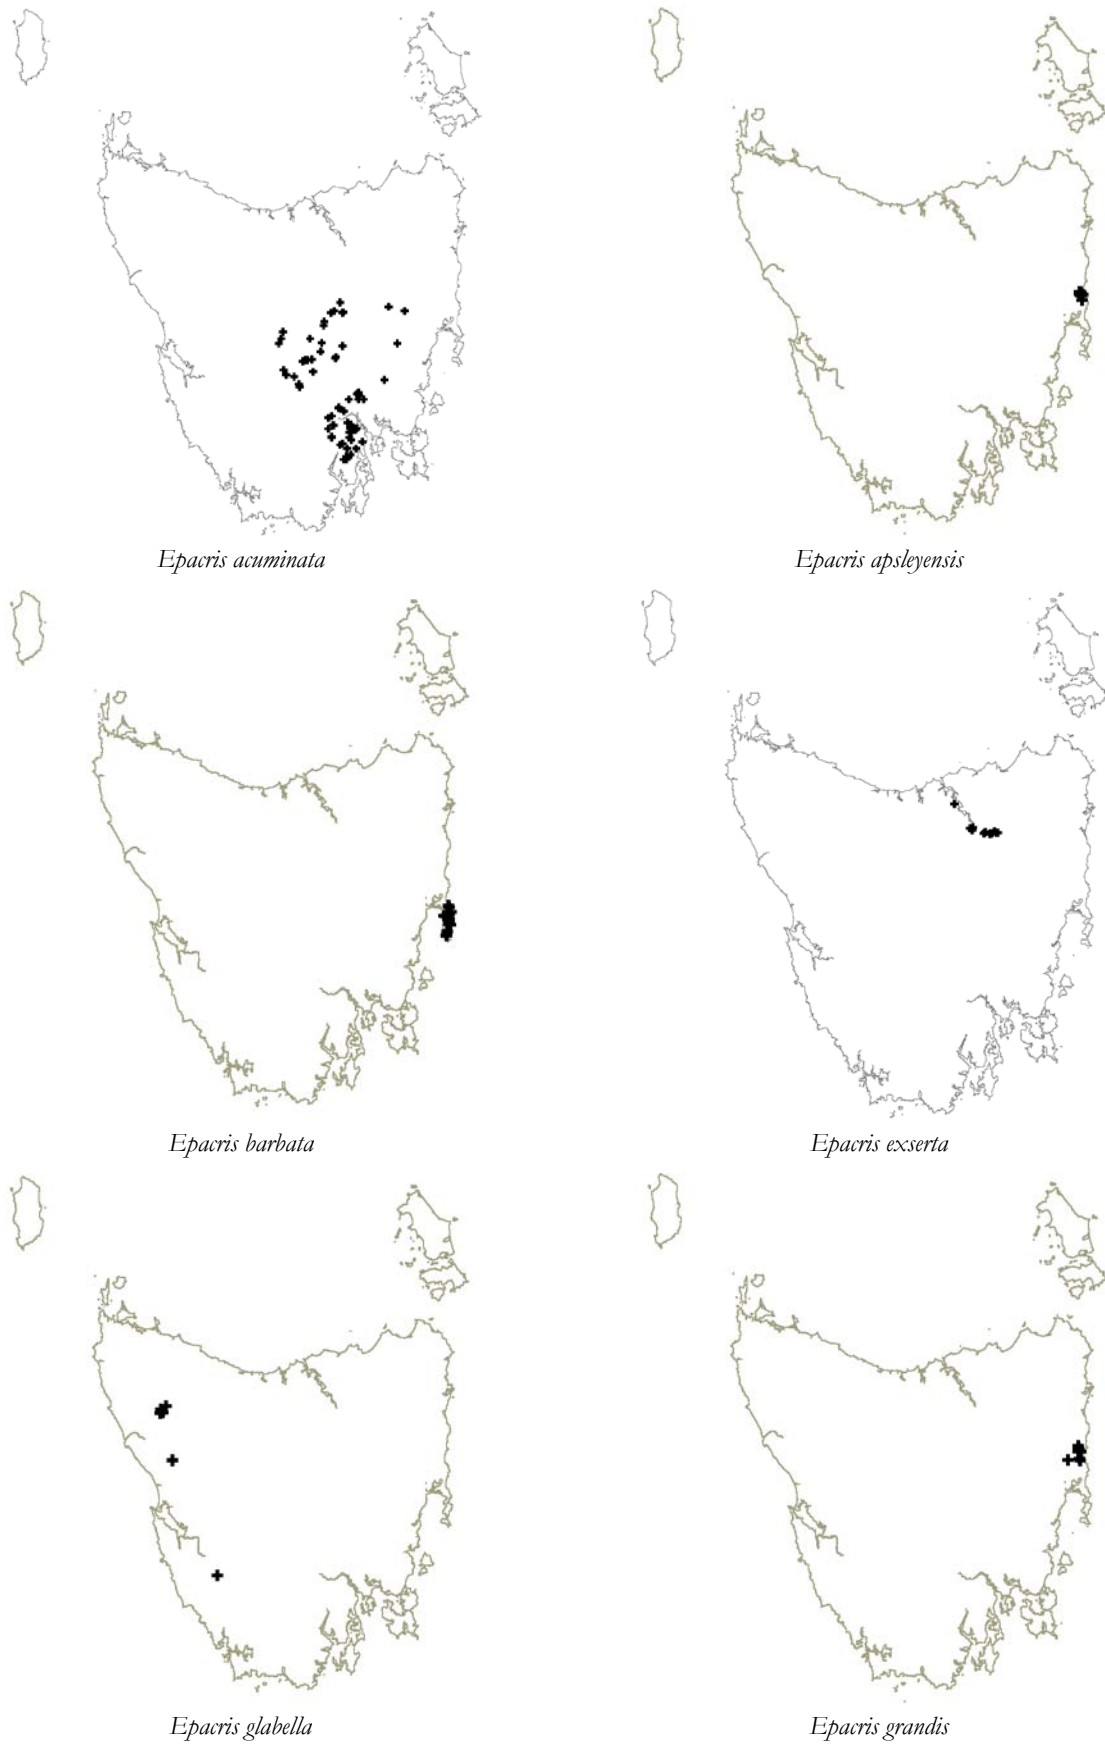 Epacris acuminata
Epacris apsleyensis
Epacris barbata
Epacris exserta
Epacris glabella
Epacris grandis